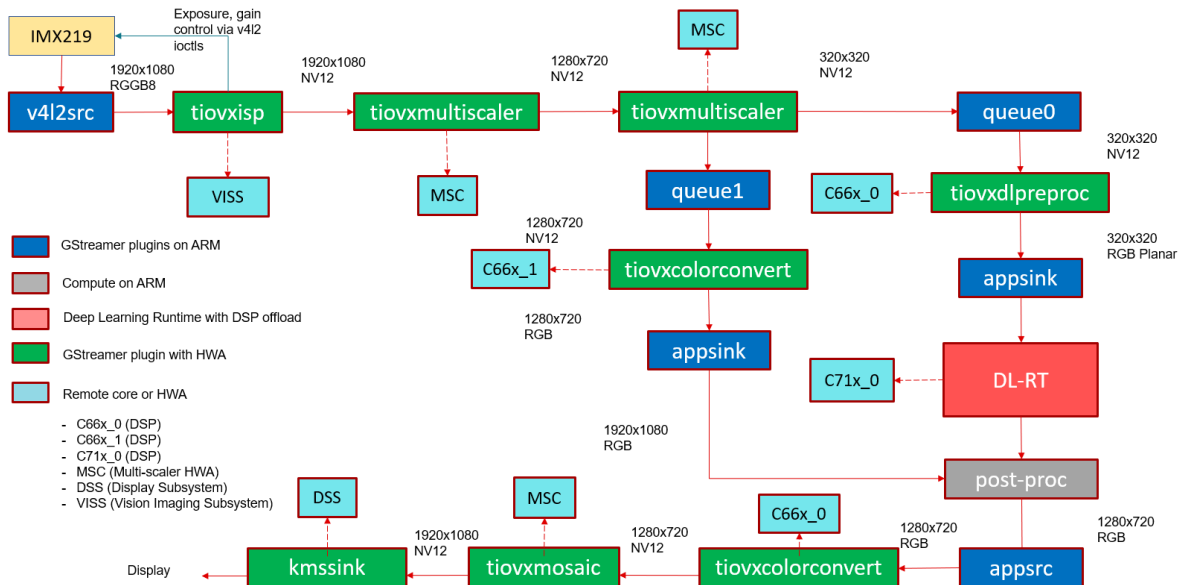 Exposure, gain
control via v4l2
ioctls
IMX219
MSC
1920x1080
RGGB8
1920x1080
NV12
1280x720
NV12
320x320
NV12
v4l2src
tiovxisp
tiovxmultiscaler
tiovxmultiscaler
queue0
320x320
NV12
VISS
MSC
queue1
C66x_0
tiovxdlpreproc
1280x720
NV12
GStreamer plugins on ARM
C66x_1
tiovxcolorconvert
320x320
RGB Planar
Compute on ARM
appsink
Deep Learning Runtime with DSP offload
1280x720
RGB
GStreamer plugin with HWA
appsink
Remote core or HWA
C71x_0
DL-RT
- C66x_0 (DSP)
- C66x_1 (DSP)
- C71x_0 (DSP)
- MSC (Multi-scaler HWA)
- DSS (Display Subsystem)
- VISS (Vision Imaging Subsystem)
1920x1080
RGB
post-proc
DSS
MSC
C66x_0
1920x1080
NV12
1280x720
NV12
1280x720
RGB
1280x720
RGB
Display
kmssink
tiovxmosaic
tiovxcolorconvert
appsrc